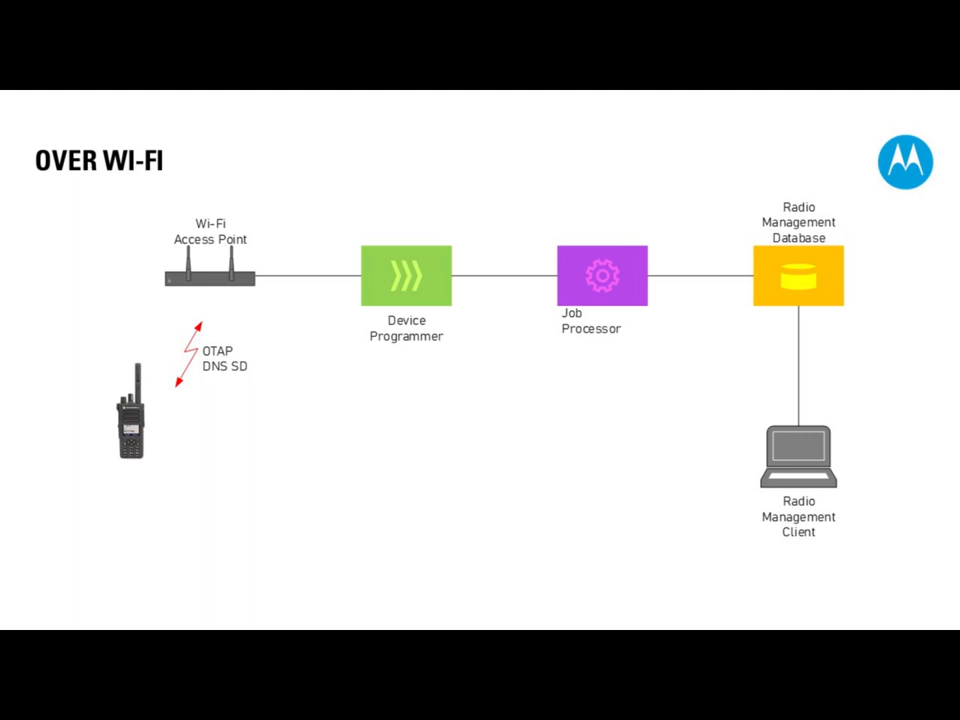 OVER WI-FI
Wi-Fi
Access Point
Radio
Management
Database
Device
Programmer
Job
Processor
OTAP
DNS SD
Radio
Management
Client